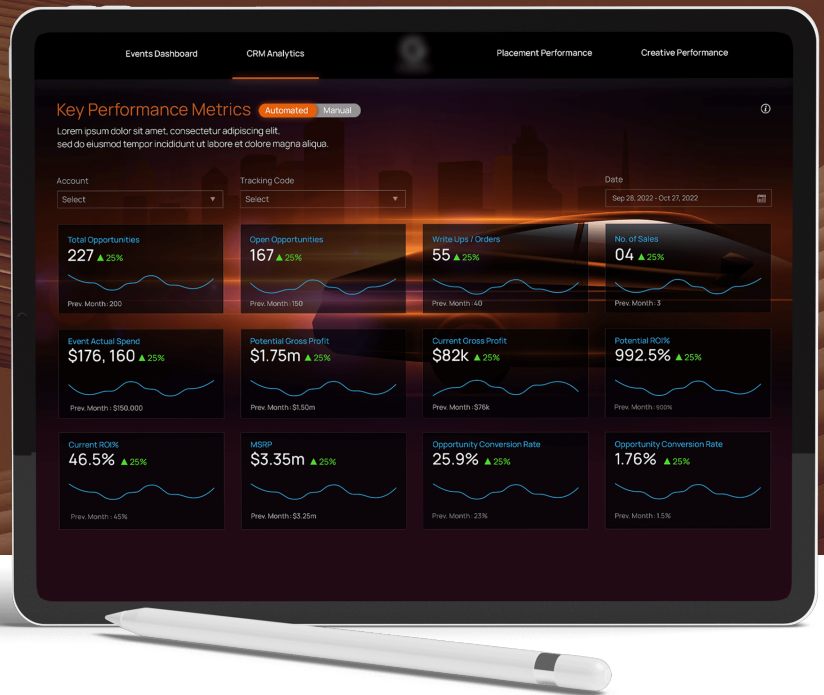 Events Dashboard
CRM Analytics
Placement Performance
Creative Performance
Key Performance Metrics
Automated
Manual
Lorem ipsum dolor sit amet, consectetur adipiscing elit,
sed do eiusmod tempor incididunt ut labore et dolore magna aliqua.
Account
Tracking Code
Date
Select
Select
Sep 28, 2022 - Oct 27, 2022
Total Opportunities
227 ▲ 25%
Prev. Month : 200
Open Opportunities
167 ▲ 25%
Prev. Month : 150
Write Ups / Orders
55 ▲ 25%
Prev. Month : 40
No. of Sales
04 ▲ 25%
Prev. Month : 3
Event Actual Spend
$176, 160 ▲ 25%
Prev. Month : $150,000
Potential Gross Profit
$1.75m ▲ 25%
Prev. Month : $1.50m
Current Gross Profit
$82k ▲ 25%
Prev. Month : $76k
Potential ROI%
992.5% ▲ 25%
Prev. Month : 900%
Current ROI%
46.5% ▲ 25%
Prev. Month : 45%
MSRP
$3.35m ▲ 25%
Prev. Month : $3.25m
Opportunity Conversion Rate
25.9% ▲ 25%
Prev. Month : 23%
Opportunity Conversion Rate
1.76% ▲ 25%
Prev. Month : 1.5%